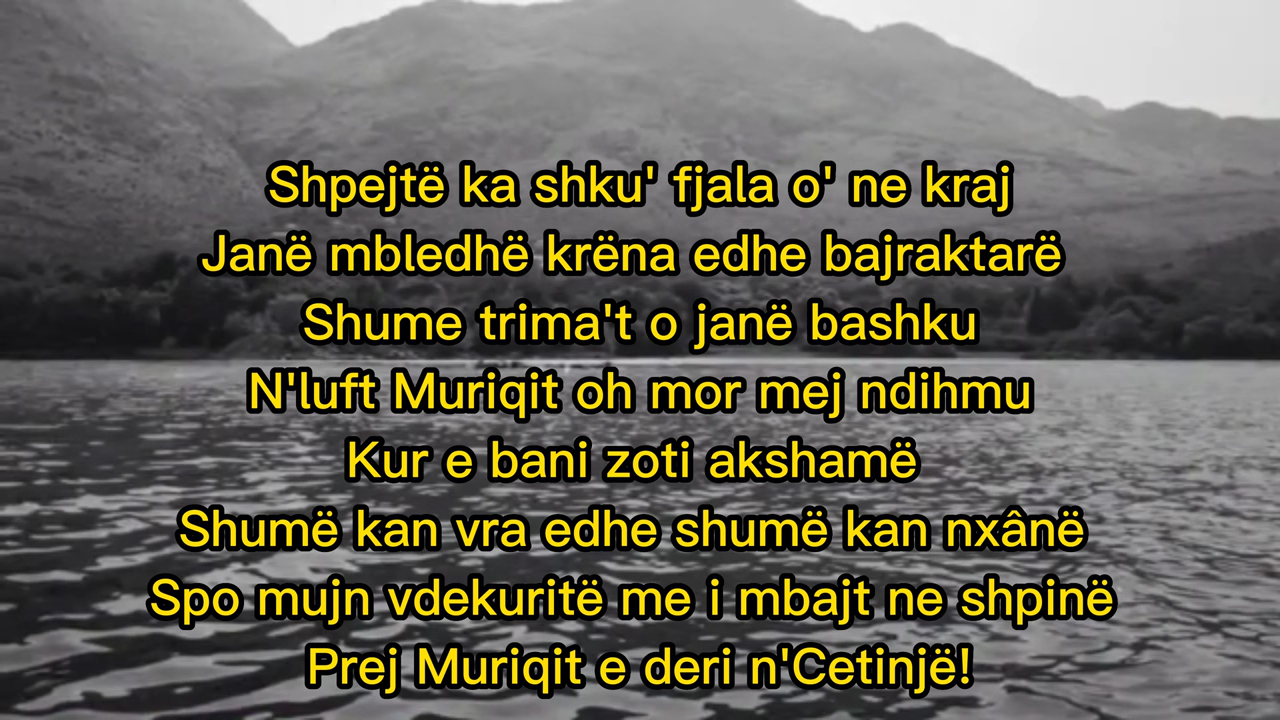 Shpejtë ka shku' fjala o' ne kraj
Janë mbledhë krëna edhe bajraktarë
Shume trima't o janë bashku
N'luft Muriqit oh mor mej ndihmu
Kur e bani zoti akshamë
Shumë kan vra edhe shumë kan nxânë
Spo mujn vdekuritë me i mbajt ne shpinë
Prej Muriqit e deri n'Cetinjë!